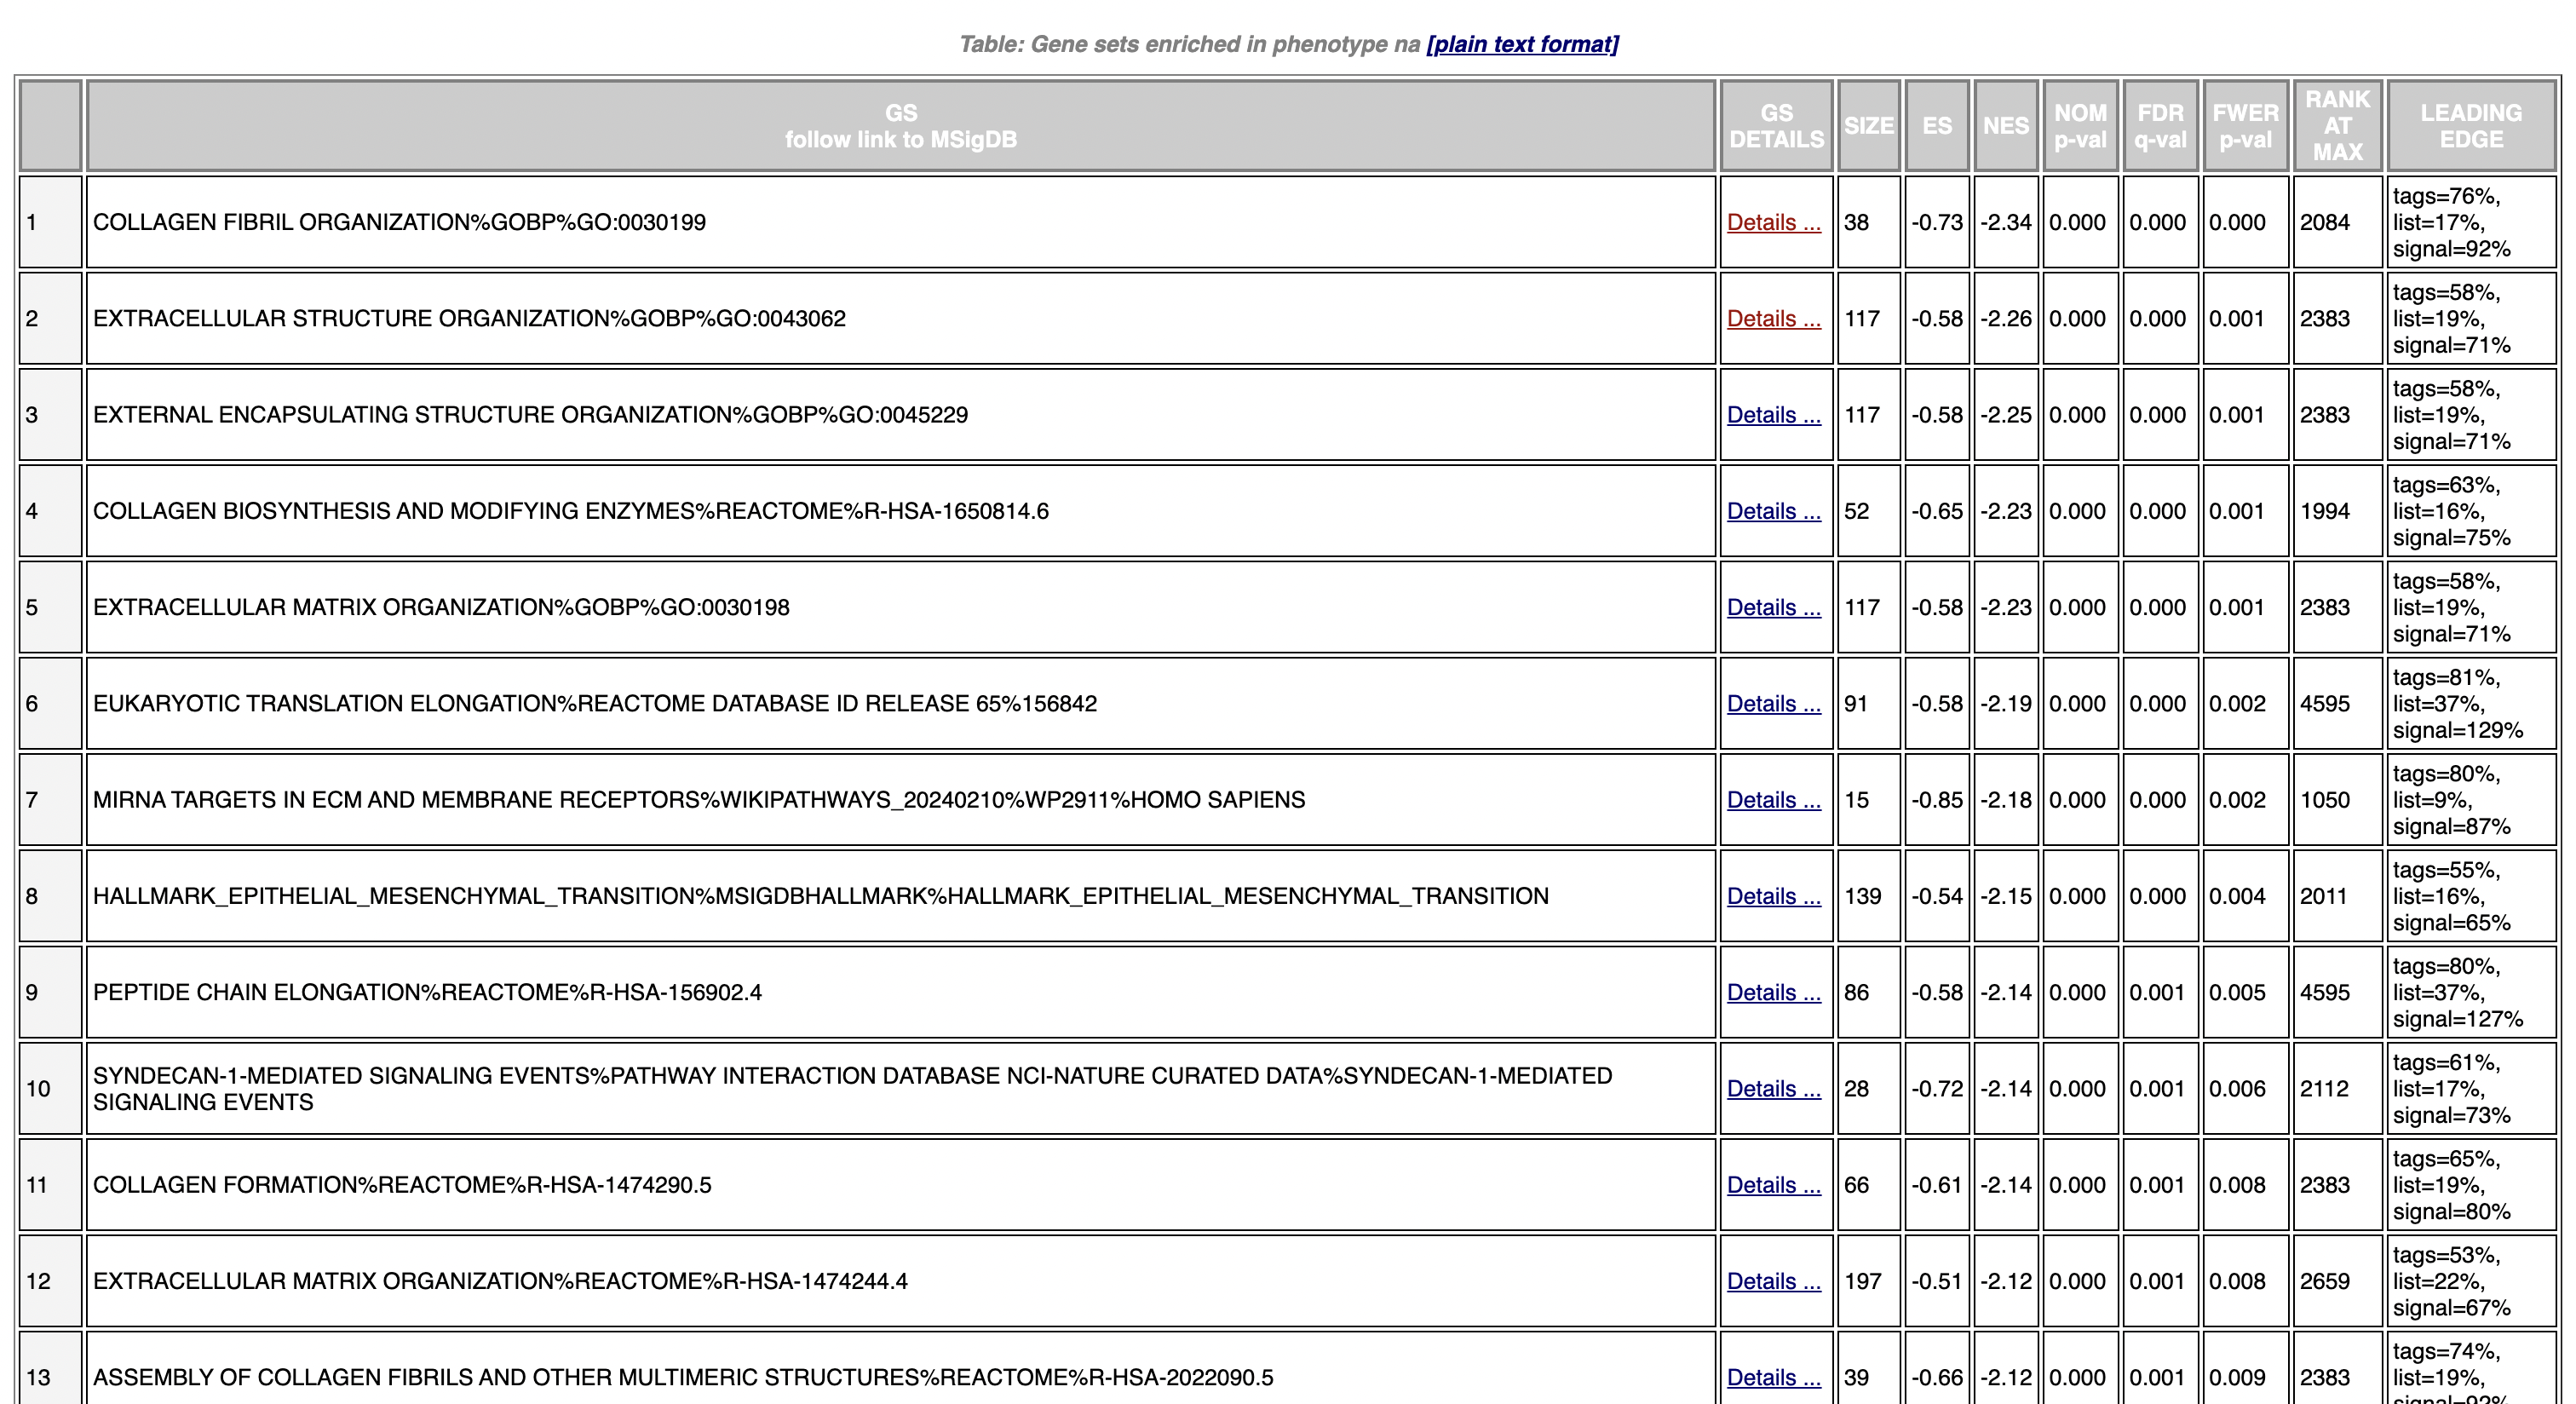 Table: Gene sets enriched in phenotype na [plain text format]
GS
follow link to MSigDB
GS
DETAILS
SIZE
ES
NES
NOM
p-val
FDR
q-val
FWER
p-val
RANK
AT
MAX
LEADING
EDGE
1
COLLAGEN FIBRIL ORGANIZATION%GOBP%GO:0030199
Details ...
38
-0.73
-2.34
0.000
0.000
0.000
2084
tags=76%,
list=17%,
signal=92%
2
EXTRACELLULAR STRUCTURE ORGANIZATION%GOBP%GO:0043062
Details ...
117
-0.58
-2.26
0.000
0.000
0.001
2383
tags=58%,
list=19%,
signal=71%
3
EXTERNAL ENCAPSULATING STRUCTURE ORGANIZATION%GOBP%GO:0045229
Details ...
117
-0.58
-2.25
0.000
0.000
0.001
2383
tags=58%,
list=19%,
signal=71%
4
COLLAGEN BIOSYNTHESIS AND MODIFYING ENZYMES%REACTOME%R-HSA-1650814.6
Details ...
52
-0.65
-2.23
0.000
0.000
0.001
1994
tags=63%,
list=16%,
signal=75%
5
EXTRACELLULAR MATRIX ORGANIZATION%GOBP%GO:0030198
Details ...
117
-0.58
-2.23
0.000
0.000
0.001
2383
tags=58%,
list=19%,
signal=71%
6
EUKARYOTIC TRANSLATION ELONGATION%REACTOME DATABASE ID RELEASE 65%156842
Details ...
91
-0.58
-2.19
0.000
0.000
0.002
4595
tags=81%,
list=37%,
signal=129%
7
MIRNA TARGETS IN ECM AND MEMBRANE RECEPTORS%WIKIPATHWAYS_20240210%WP2911%HOMO SAPIENS
Details ...
15
-0.85
-2.18
0.000
0.000
0.002
1050
tags=80%,
list=9%,
signal=87%
8
HALLMARK_EPITHELIAL_MESENCHYMAL_TRANSITION%MSIGDBHALLMARK%HALLMARK_EPITHELIAL_MESENCHYMAL_TRANSITION
Details ...
139
-0.54
-2.15
0.000
0.000
0.004
2011
tags=55%,
list=16%,
signal=65%
9
PEPTIDE CHAIN ELONGATION%REACTOME%R-HSA-156902.4
Details ...
86
-0.58
-2.14
0.000
0.001
0.005
4595
tags=80%,
list=37%,
signal=127%
10
SYNDECAN-1-MEDIATED SIGNALING EVENTS%PATHWAY INTERACTION DATABASE NCI-NATURE CURATED DATA%SYNDECAN-1-MEDIATED
SIGNALING EVENTS
Details ...
28
-0.72
-2.14
0.000
0.001
0.006
2112
tags=61%,
list=17%,
signal=73%
11
COLLAGEN FORMATION%REACTOME%R-HSA-1474290.5
Details ...
66
-0.61
-2.14
0.000
0.001
0.008
2383
tags=65%,
list=19%,
signal=80%
12
EXTRACELLULAR MATRIX ORGANIZATION%REACTOME%R-HSA-1474244.4
Details ...
197
-0.51
-2.12
0.000
0.001
0.008
2659
tags=53%,
list=22%,
signal=67%
13
ASSEMBLY OF COLLAGEN FIBRILS AND OTHER MULTIMERIC STRUCTURES%REACTOME%R-HSA-2022090.5
Details ...
39
-0.66
-2.12
0.000
0.001
0.009
2383
tags=74%,
list=19%,